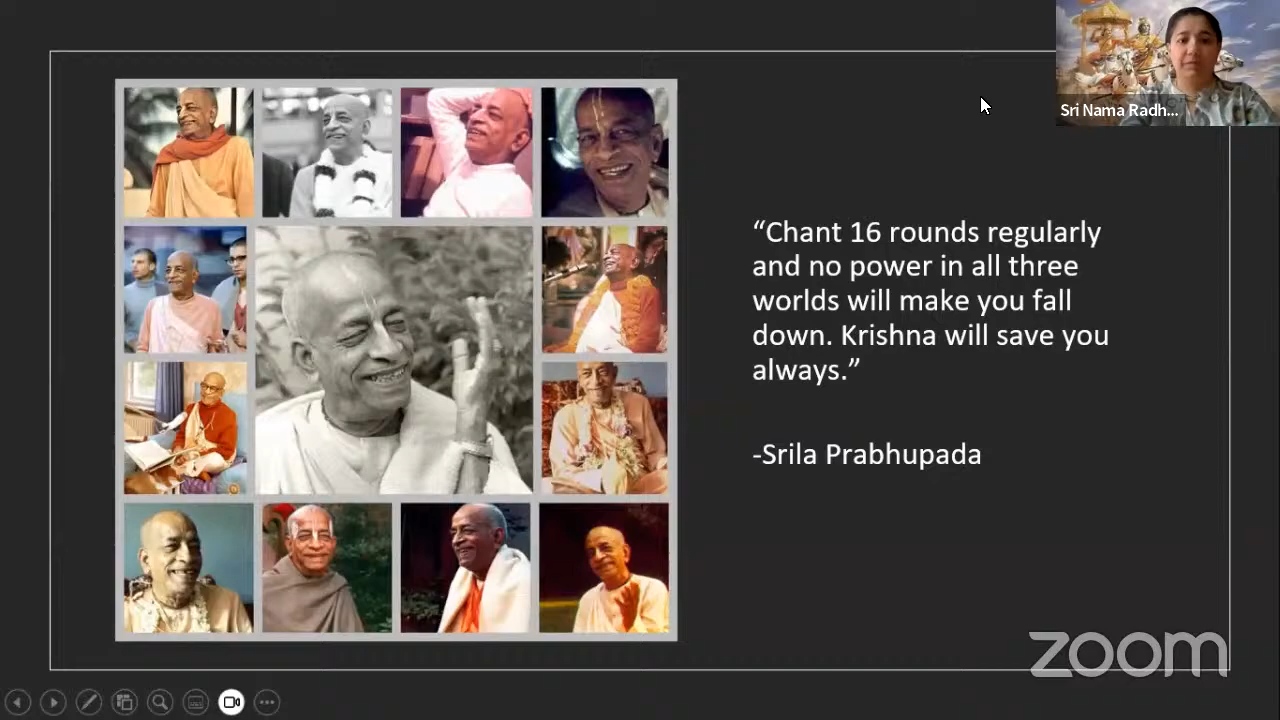 Sri Nama Radh...
“Chant 16 rounds regularly
and no power in all three
worlds will make you fall
down. Krishna will save you
always.”
-Srila Prabhupada
zoom